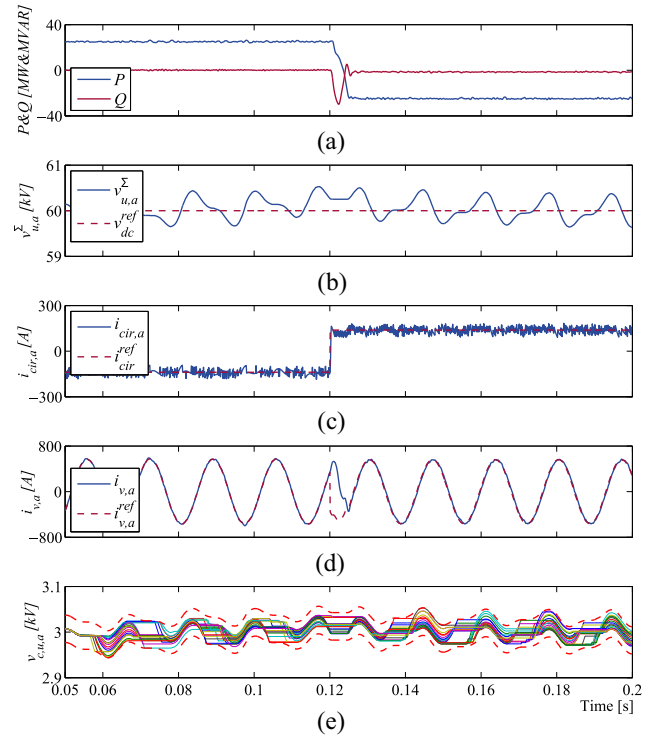 P&Q [MW&MVAR]
40
0
−40
P
Q
(a)
v^Σ_{u,a} [kV]
61
60
59
v^Σ_{u,a}
v^{ref}_{dc}
(b)
i_{cir,a} [A]
300
0
−300
i_{cir,a}
i^{ref}_{cir}
(c)
i_{v,a} [A]
800
0
−800
i_{v,a}
i^{ref}_{v,a}
(d)
v_{c,u,a} [kV]
3.1
3
2.9
0.05 0.06 0.08 0.1 0.12 0.14 0.16 0.18 0.2
Time [s]
(e)